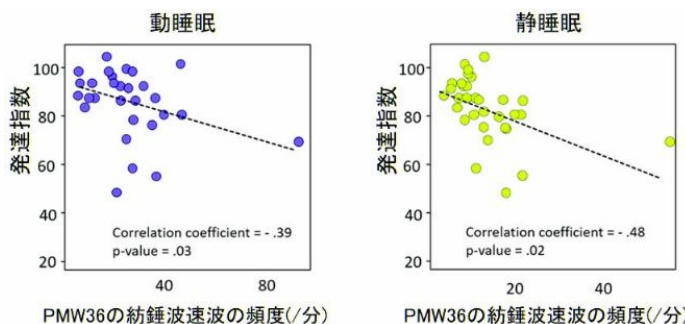 動睡眠
発達指数
100
80
60
40
20
Correlation coefficient = - .39
p-value = .03
40
80
PMW36の紡錘波速波の頻度(/分)
静睡眠
発達指数
100
80
60
40
20
Correlation coefficient = - .48
p-value = .02
20
40
PMW36の紡錘波速波の頻度(/分)